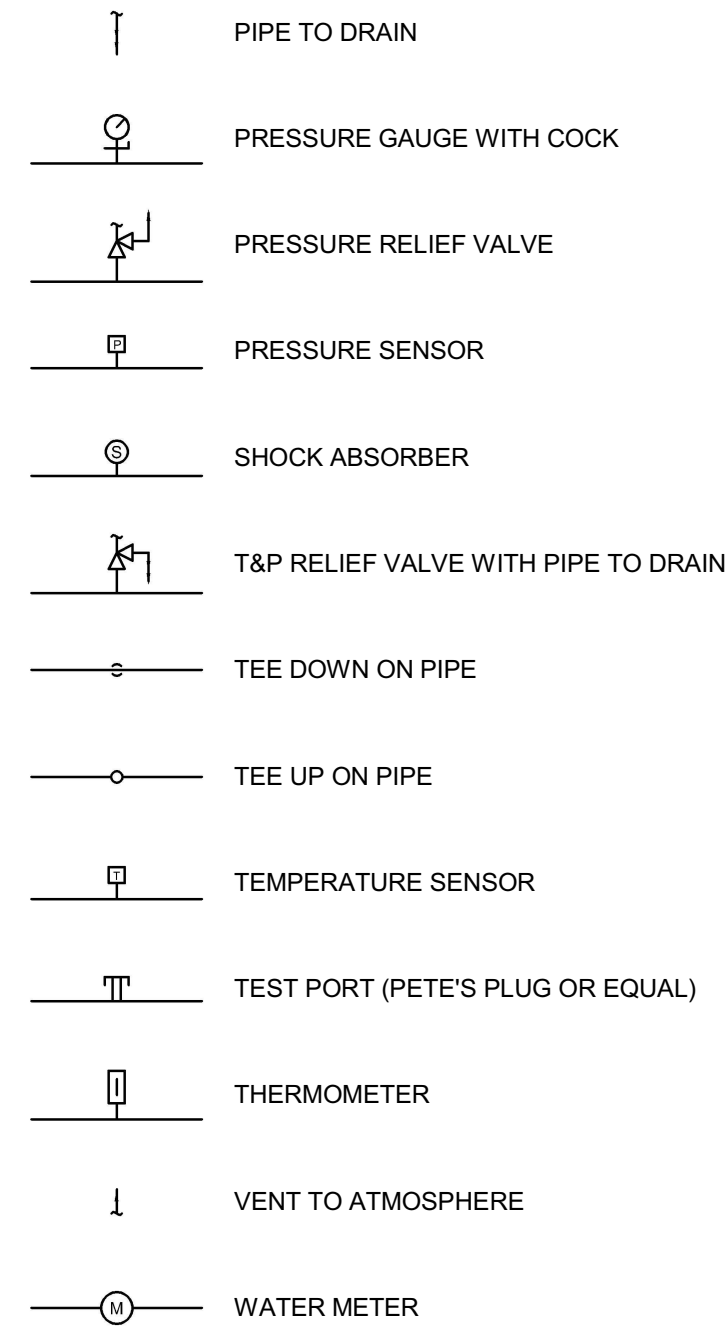 PIPE TO DRAIN
PRESSURE GAUGE WITH COCK
PRESSURE RELIEF VALVE
P PRESSURE SENSOR
S SHOCK ABSORBER
T&P RELIEF VALVE WITH PIPE TO DRAIN
TEE DOWN ON PIPE
TEE UP ON PIPE
T TEMPERATURE SENSOR
TEST PORT (PETE'S PLUG OR EQUAL)
THERMOMETER
VENT TO ATMOSPHERE
M WATER METER